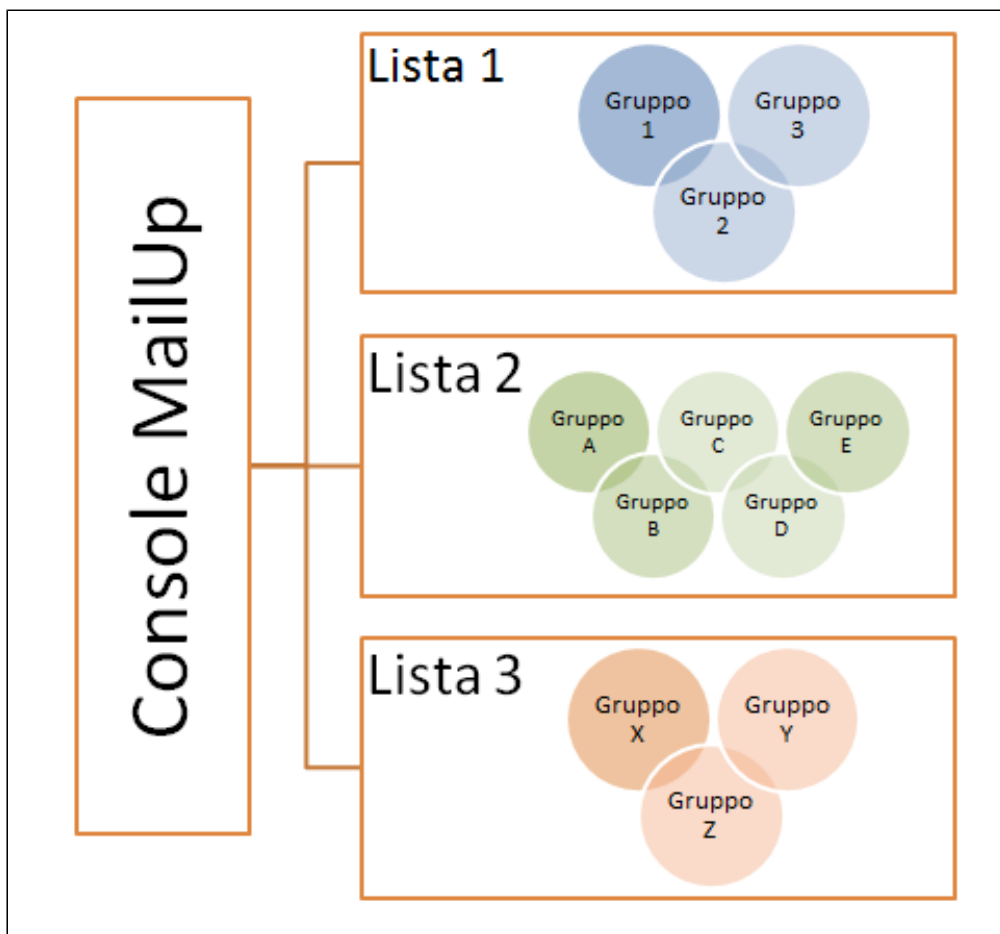 Console MailUp
Lista 1
Gruppo
1
Gruppo
3
Gruppo
2
Lista 2
Gruppo
A
Gruppo
C
Gruppo
E
Gruppo
B
Gruppo
D
Lista 3
Gruppo
X
Gruppo
Y
Gruppo
Z